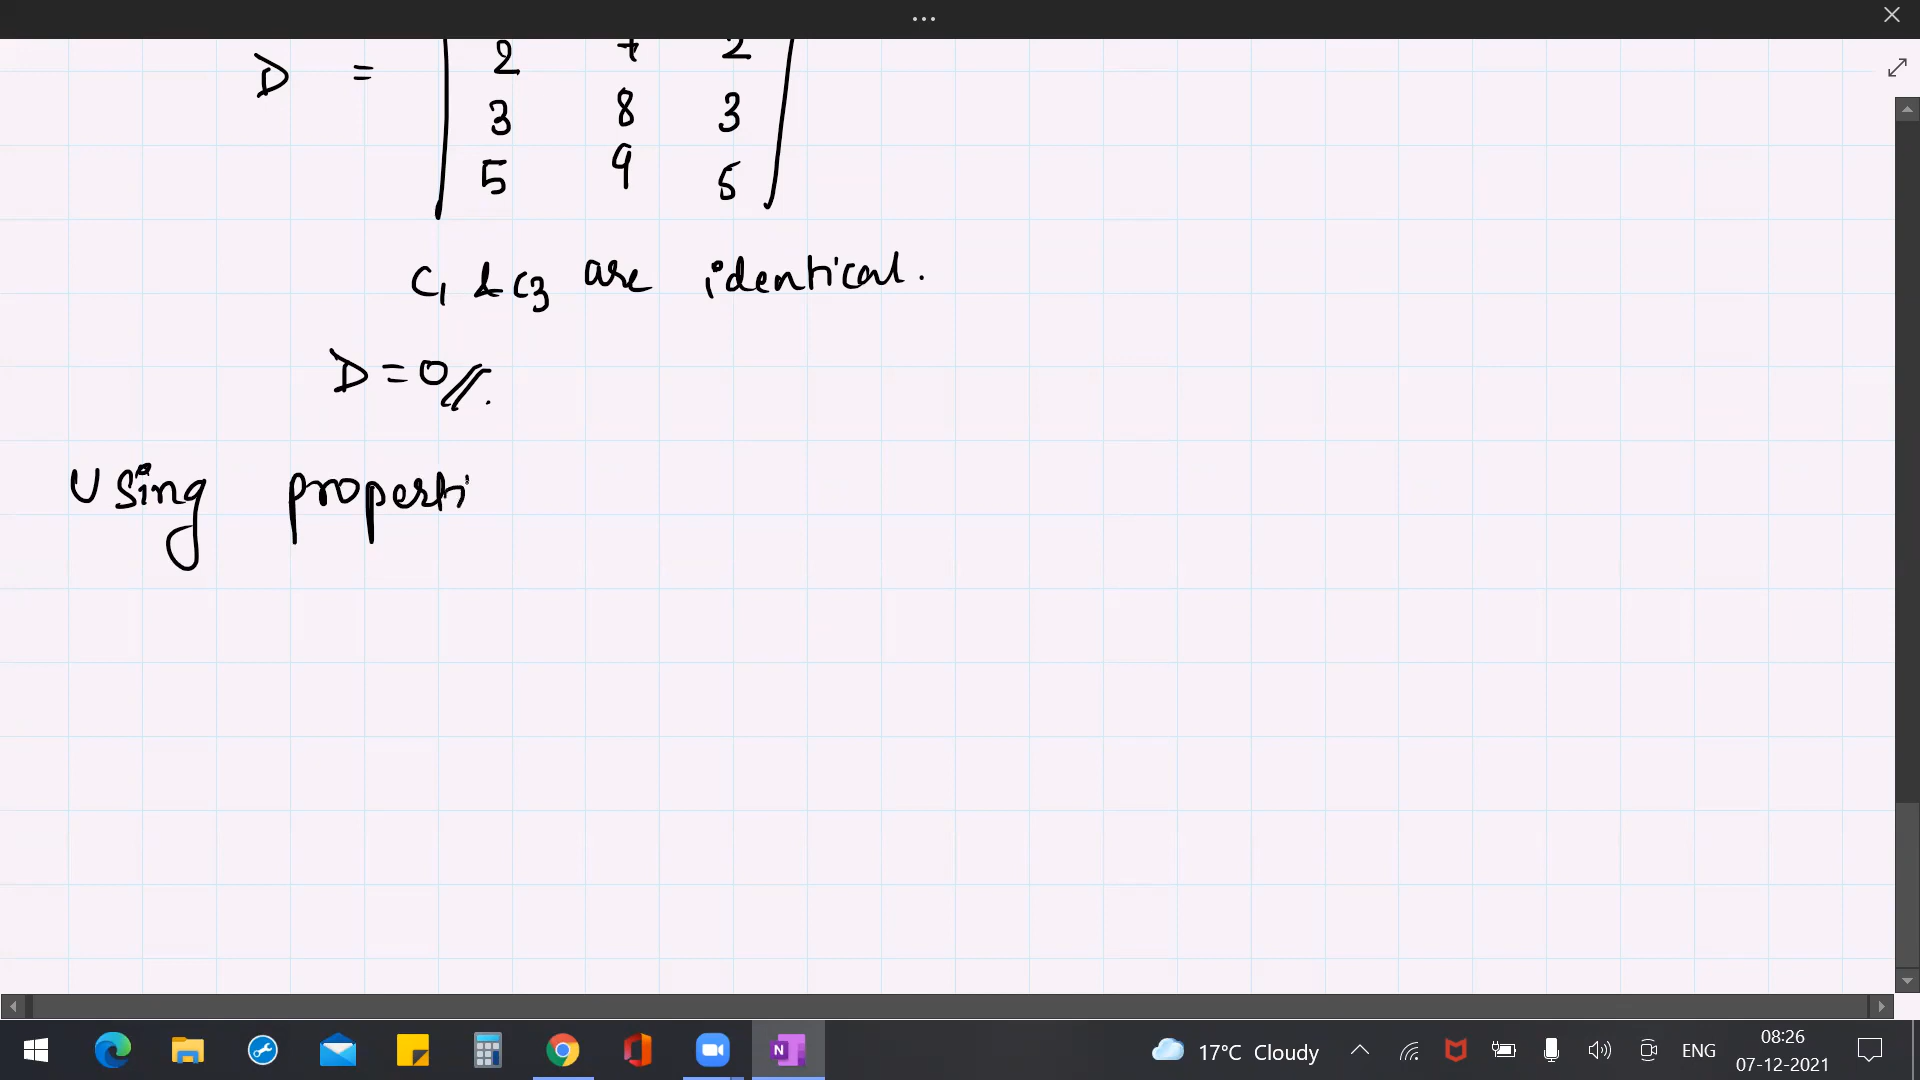 D = 2 7 2
3 8 3
5 9 5
C1 & C3 are identical.
D = 0 //.
Using properti
17°C Cloudy
ENG
08:26
07-12-2021